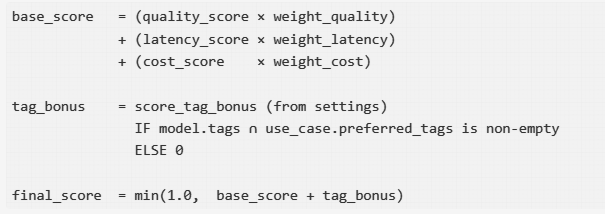 base_score   = (quality_score × weight_quality)
             + (latency_score × weight_latency)
             + (cost_score    × weight_cost)

tag_bonus    = score_tag_bonus (from settings)
               IF model.tags ∩ use_case.preferred_tags is non-empty
               ELSE 0

final_score  = min(1.0,  base_score + tag_bonus)